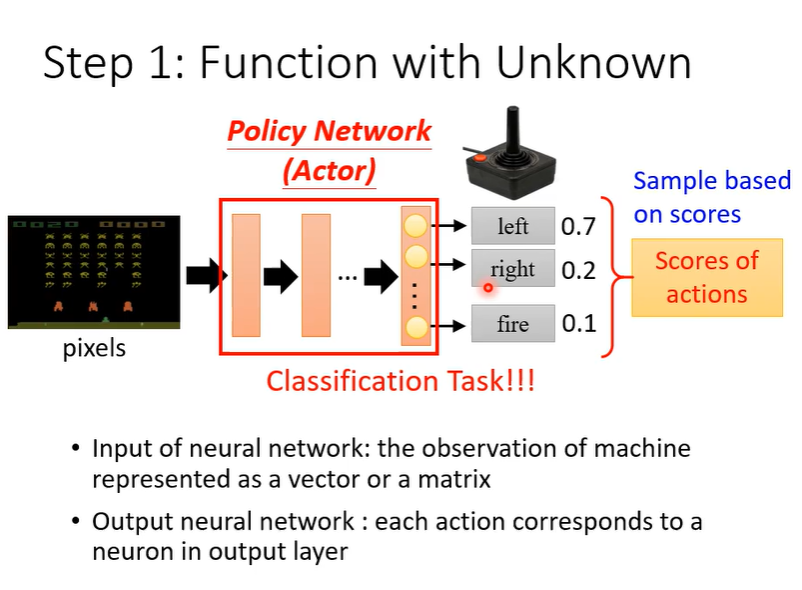 Step 1: Function with Unknown
Policy Network
(Actor)
Sample based
on scores
left
0.7
right
0.2
Scores of
actions
...
fire
0.1
pixels
Classification Task!!!
• Input of neural network: the observation of machine
represented as a vector or a matrix
• Output neural network : each action corresponds to a
neuron in output layer